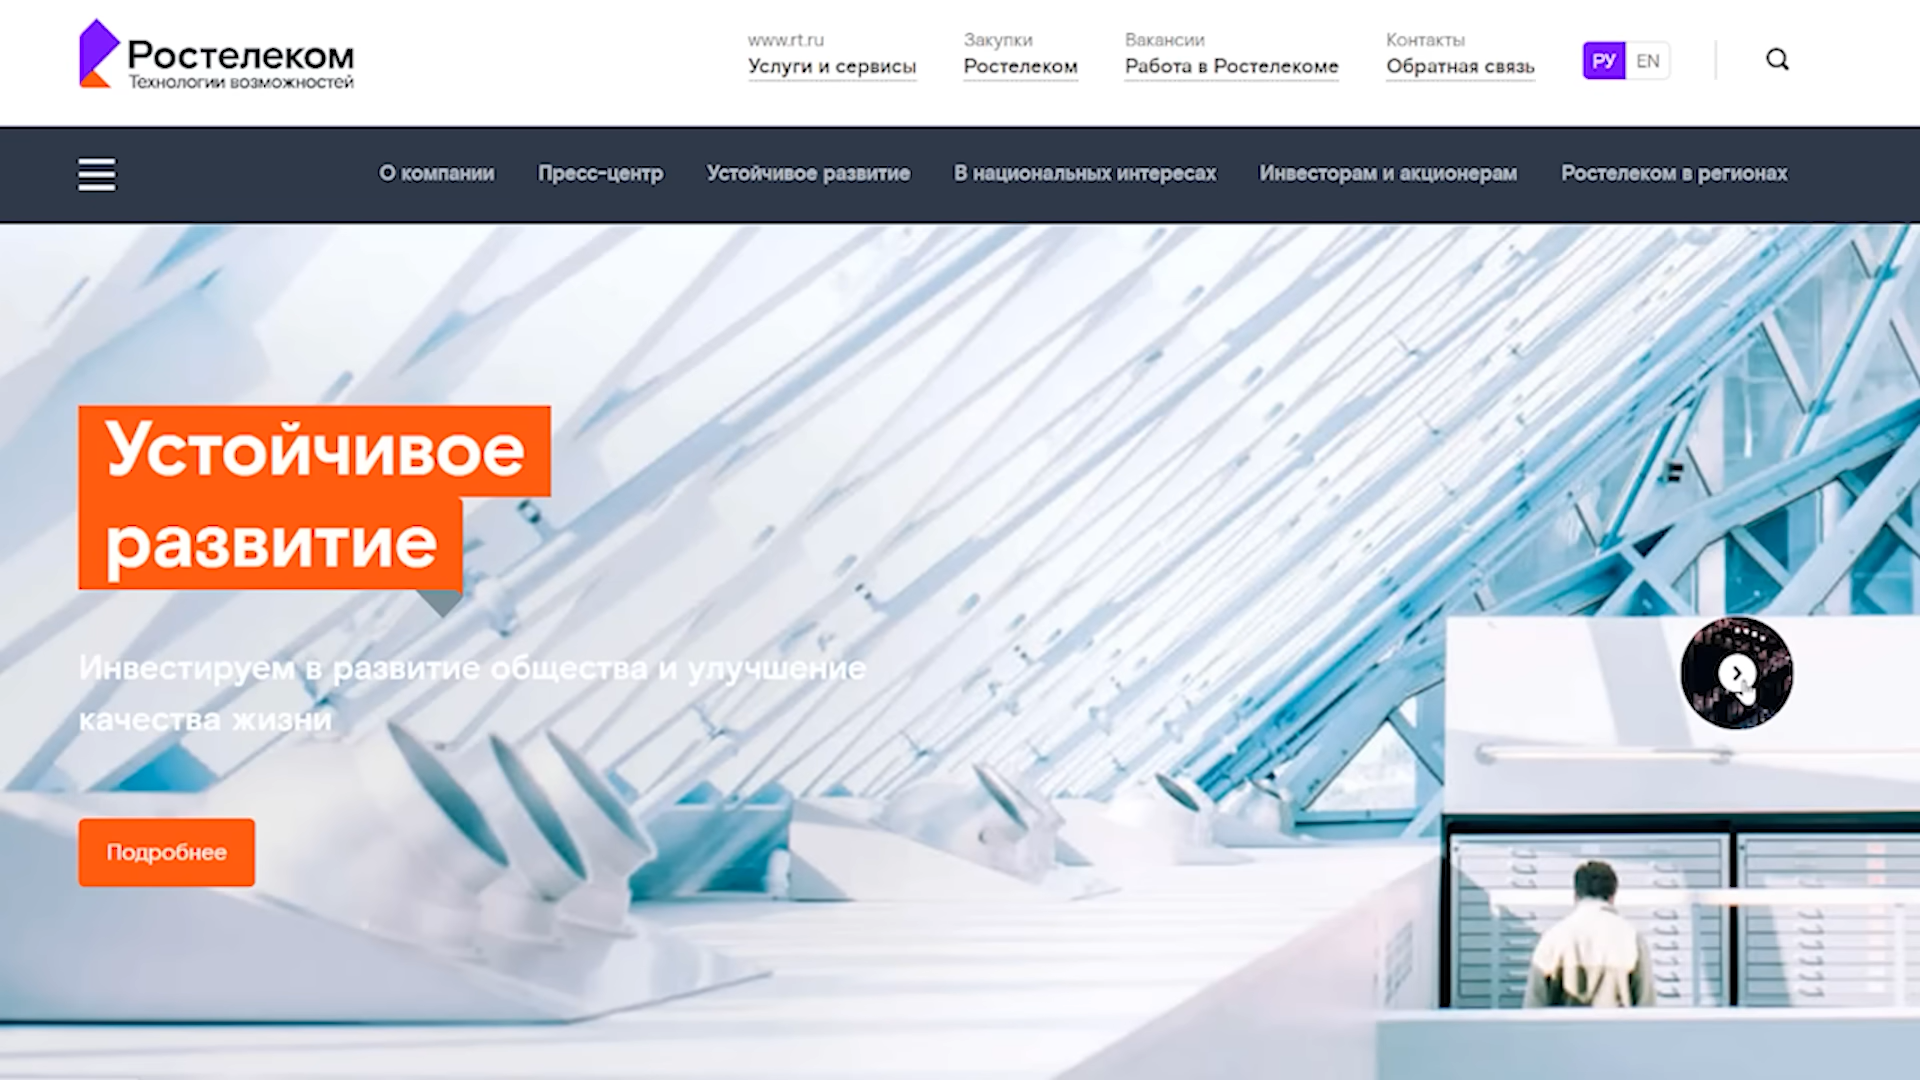 Ростелеком
Технологии возможностей
www.rt.ru
Услуги и сервисы
Закупки
Ростелеком
Вакансии
Работа в Ростелекоме
Контакты
Обратная связь
РУ EN
О компании Пресс-центр Устойчивое развитие В национальных интересах Инвесторам и акционерам Ростелеком в регионах
Устойчивое
развитие
Инвестируем в развитие общества и улучшение
качества жизни
Подробнее